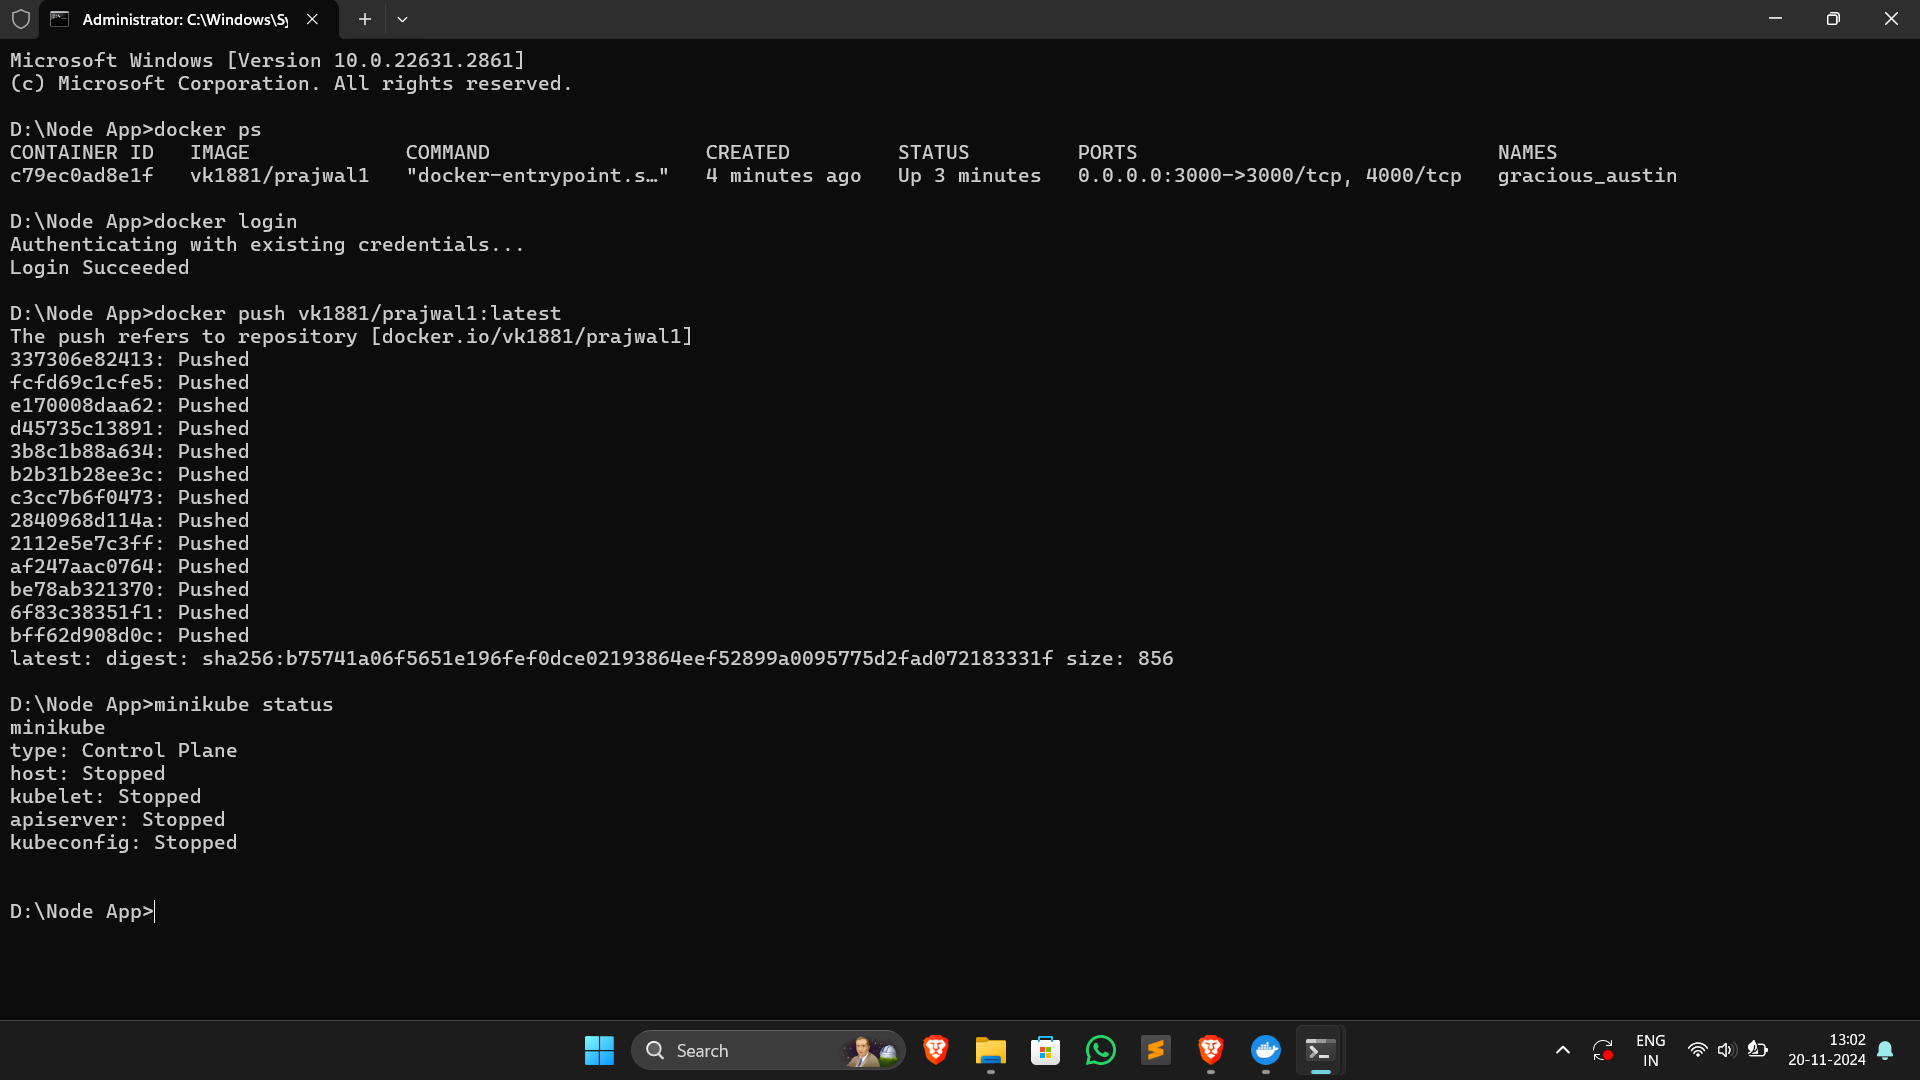 Administrator: C:\Windows\Sy
Microsoft Windows [Version 10.0.22631.2861]
(c) Microsoft Corporation. All rights reserved.
D:\Node App>docker ps
CONTAINER ID   IMAGE             COMMAND                  CREATED         STATUS         PORTS                              NAMES
c79ec0ad8e1f   vk1881/prajwal1   "docker-entrypoint.s…"   4 minutes ago   Up 3 minutes   0.0.0.0:3000->3000/tcp, 4000/tcp   gracious_austin
D:\Node App>docker login
Authenticating with existing credentials...
Login Succeeded
D:\Node App>docker push vk1881/prajwal1:latest
The push refers to repository [docker.io/vk1881/prajwal1]
337306e82413: Pushed
fcfd69c1cfe5: Pushed
e170008daa62: Pushed
d45735c13891: Pushed
3b8c1b88a634: Pushed
b2b31b28ee3c: Pushed
c3cc7b6f0473: Pushed
2840968d114a: Pushed
2112e5e7c3ff: Pushed
af247aac0764: Pushed
be78ab321370: Pushed
6f83c38351f1: Pushed
bff62d908d0c: Pushed
latest: digest: sha256:b75741a06f5651e196fef0dce02193864eef52899a0095775d2fad072183331f size: 856
D:\Node App>minikube status
minikube
type: Control Plane
host: Stopped
kubelet: Stopped
apiserver: Stopped
kubeconfig: Stopped
D:\Node App>
Search
ENG
IN
13:02
20-11-2024